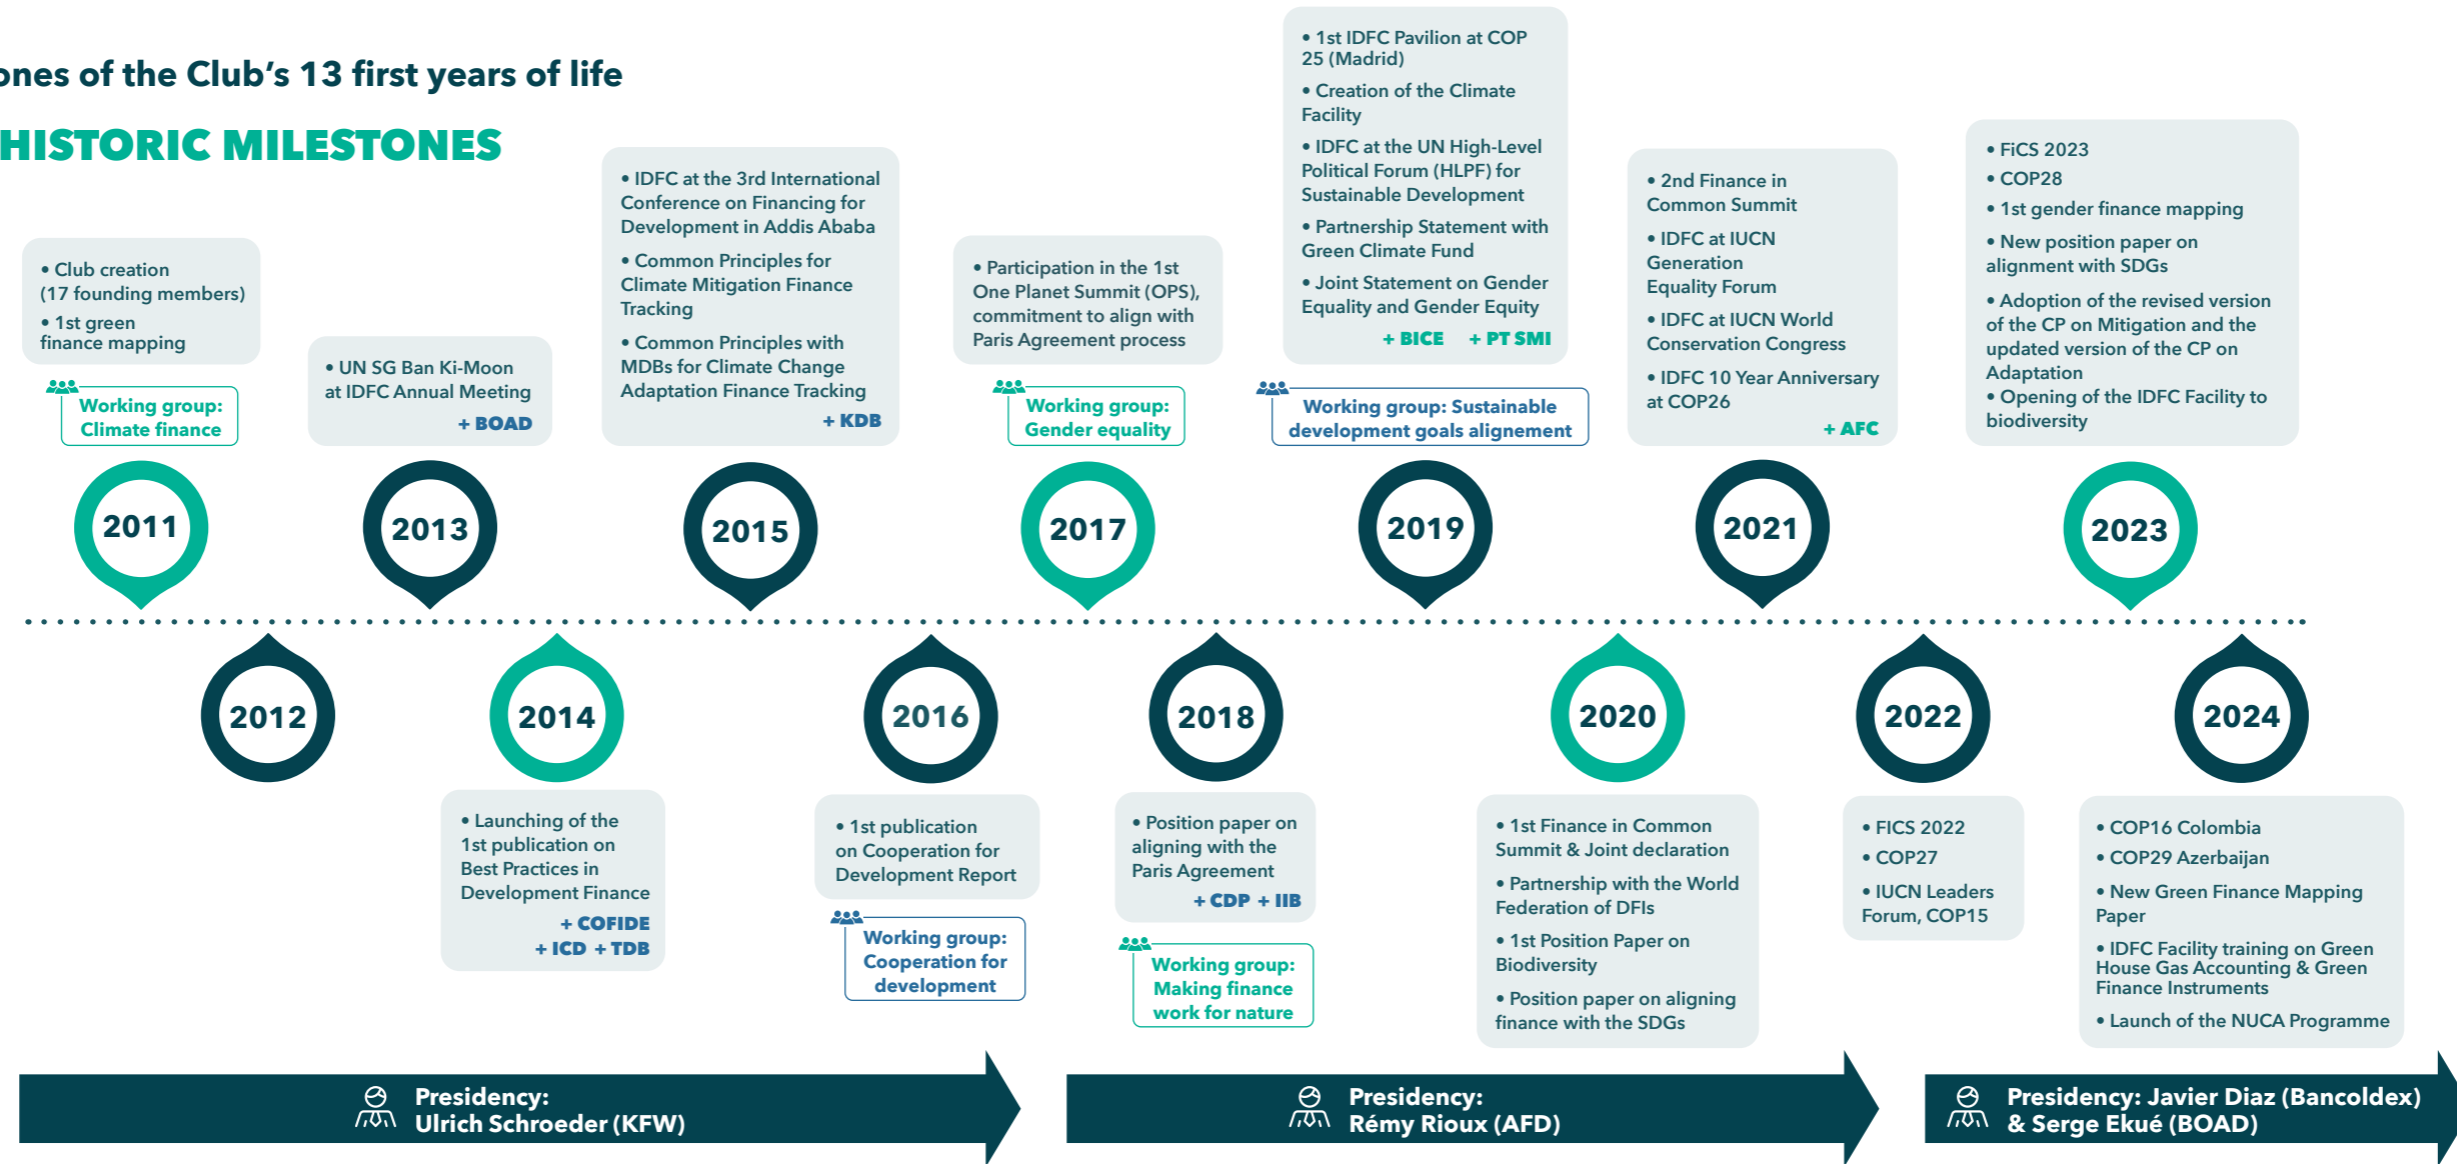 ones of the Club's 13 first years of life
HISTORIC MILESTONES
• Club creation
(17 founding members)
• 1st green
finance mapping
Working group:
Climate finance
2011
• UN SG Ban Ki-Moon
at IDFC Annual Meeting
+ BOAD
2013
• IDFC at the 3rd International
Conference on Financing for
Development in Addis Ababa
• Common Principles for
Climate Mitigation Finance
Tracking
• Common Principles with
MDBs for Climate Change
Adaptation Finance Tracking
+ KDB
2015
• Participation in the 1st
One Planet Summit (OPS),
commitment to align with
Paris Agreement process
Working group:
Gender equality
2017
• 1st IDFC Pavilion at COP
25 (Madrid)
• Creation of the Climate
Facility
• IDFC at the UN High-Level
Political Forum (HLPF) for
Sustainable Development
• Partnership Statement with
Green Climate Fund
• Joint Statement on Gender
Equality and Gender Equity
+ BICE + PT SMI
Working group: Sustainable
development goals alignement
2019
• 2nd Finance in
Common Summit
• IDFC at IUCN
Generation
Equality Forum
• IDFC at IUCN World
Conservation Congress
• IDFC 10 Year Anniversary
at COP26
+ AFC
2021
• FiCS 2023
• COP28
• 1st gender finance mapping
• New position paper on
alignment with SDGs
• Adoption of the revised version
of the CP on Mitigation and the
updated version of the CP on
Adaptation
• Opening of the IDFC Facility to
biodiversity
2023
2012
2014
• Launching of the
1st publication on
Best Practices in
Development Finance
+ COFIDE
+ ICD + TDB
2016
• 1st publication
on Cooperation for
Development Report
Working group:
Cooperation for
development
2018
• Position paper on
aligning with the
Paris Agreement
+ CDP + IIB
Working group:
Making finance
work for nature
2020
• 1st Finance in Common
Summit & Joint declaration
• Partnership with the World
Federation of DFIs
• 1st Position Paper on
Biodiversity
• Position paper on aligning
finance with the SDGs
2022
• FICS 2022
• COP27
• IUCN Leaders
Forum, COP15
2024
• COP16 Colombia
• COP29 Azerbaijan
• New Green Finance Mapping
Paper
• IDFC Facility training on Green
House Gas Accounting & Green
Finance Instruments
• Launch of the NUCA Programme
Presidency:
Ulrich Schroeder (KFW)
Presidency:
Rémy Rioux (AFD)
Presidency: Javier Diaz (Bancoldex)
& Serge Ekué (BOAD)